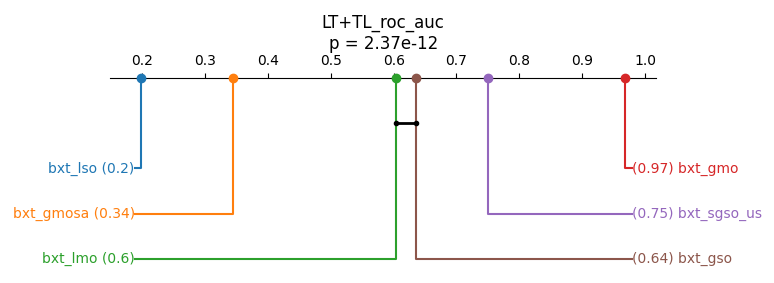 LT+TL_roc_auc
p = 2.37e-12
0.2 0.3 0.4 0.5 0.6 0.7 0.8 0.9 1.0
bxt_lso (0.2) (0.97) bxt_gmo
bxt_gmosa (0.34) (0.75) bxt_sgso_us
bxt_lmo (0.6) (0.64) bxt_gso